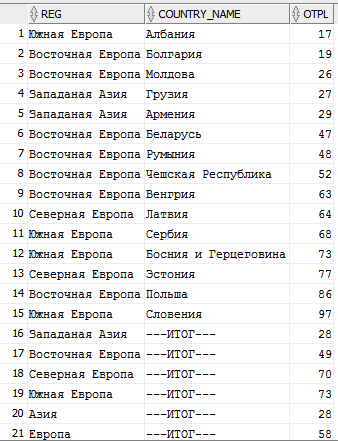 REG COUNTRY_NAME OTPL
1 Южная Европа Албания 17
2 Восточная Европа Болгария 19
3 Восточная Европа Молдова 26
4 Западаная Азия Грузия 27
5 Западаная Азия Армения 29
6 Восточная Европа Беларусь 47
7 Восточная Европа Румыния 48
8 Восточная Европа Чешская Республика 52
9 Восточная Европа Венгрия 63
10 Северная Европа Латвия 64
11 Южная Европа Сербия 68
12 Южная Европа Босния и Герцеговина 73
13 Северная Европа Эстония 77
14 Восточная Европа Польша 86
15 Южная Европа Словения 97
16 Западаная Азия ---ИТОГ--- 28
17 Восточная Европа ---ИТОГ--- 49
18 Северная Европа ---ИТОГ--- 70
19 Южная Европа ---ИТОГ--- 73
20 Азия ---ИТОГ--- 28
21 Европа ---ИТОГ--- 58